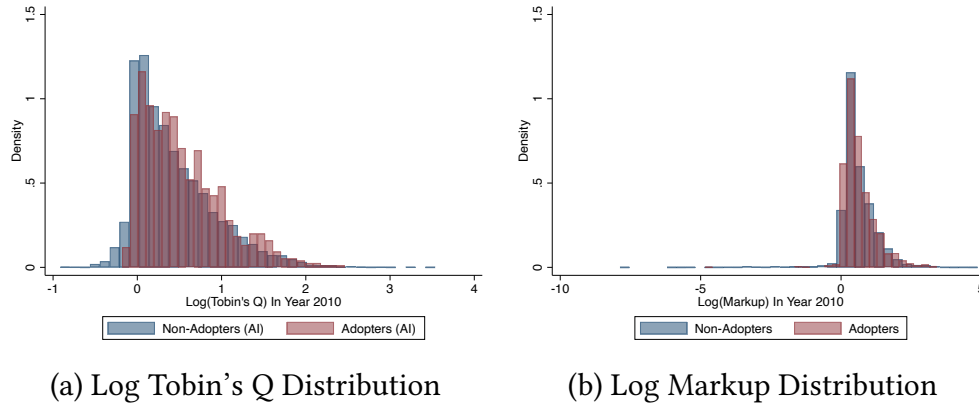 1.5
1
.5
0
Density
-1 0 1 2 3 4
Log(Tobin's Q) In Year 2010
Non-Adopters (AI) Adopters (AI)
(a) Log Tobin's Q Distribution
1.5
1
.5
0
Density
-10 -5 0 5
Log(Markup) In Year 2010
Non-Adopters Adopters
(b) Log Markup Distribution